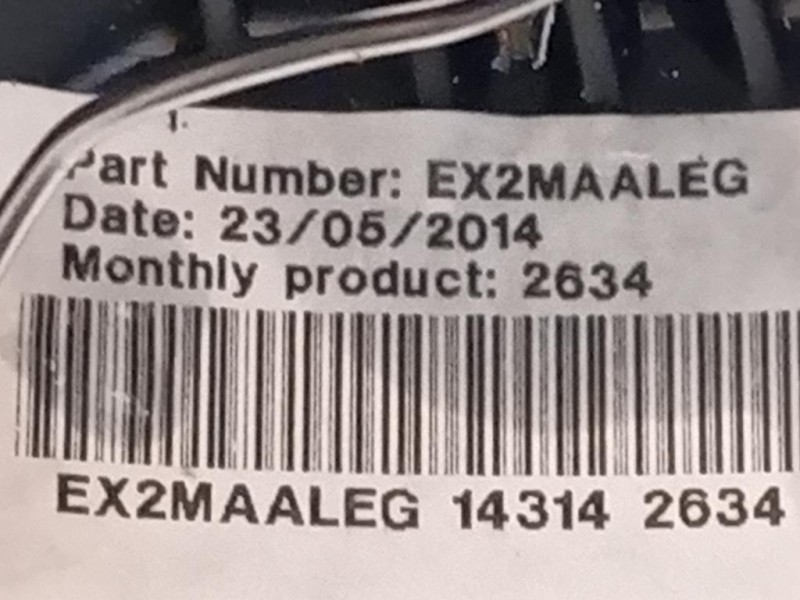 Part Number: EX2MAALEG
Date: 23/05/2014
Monthly product: 2634
EX2MAALEG 14314 2634